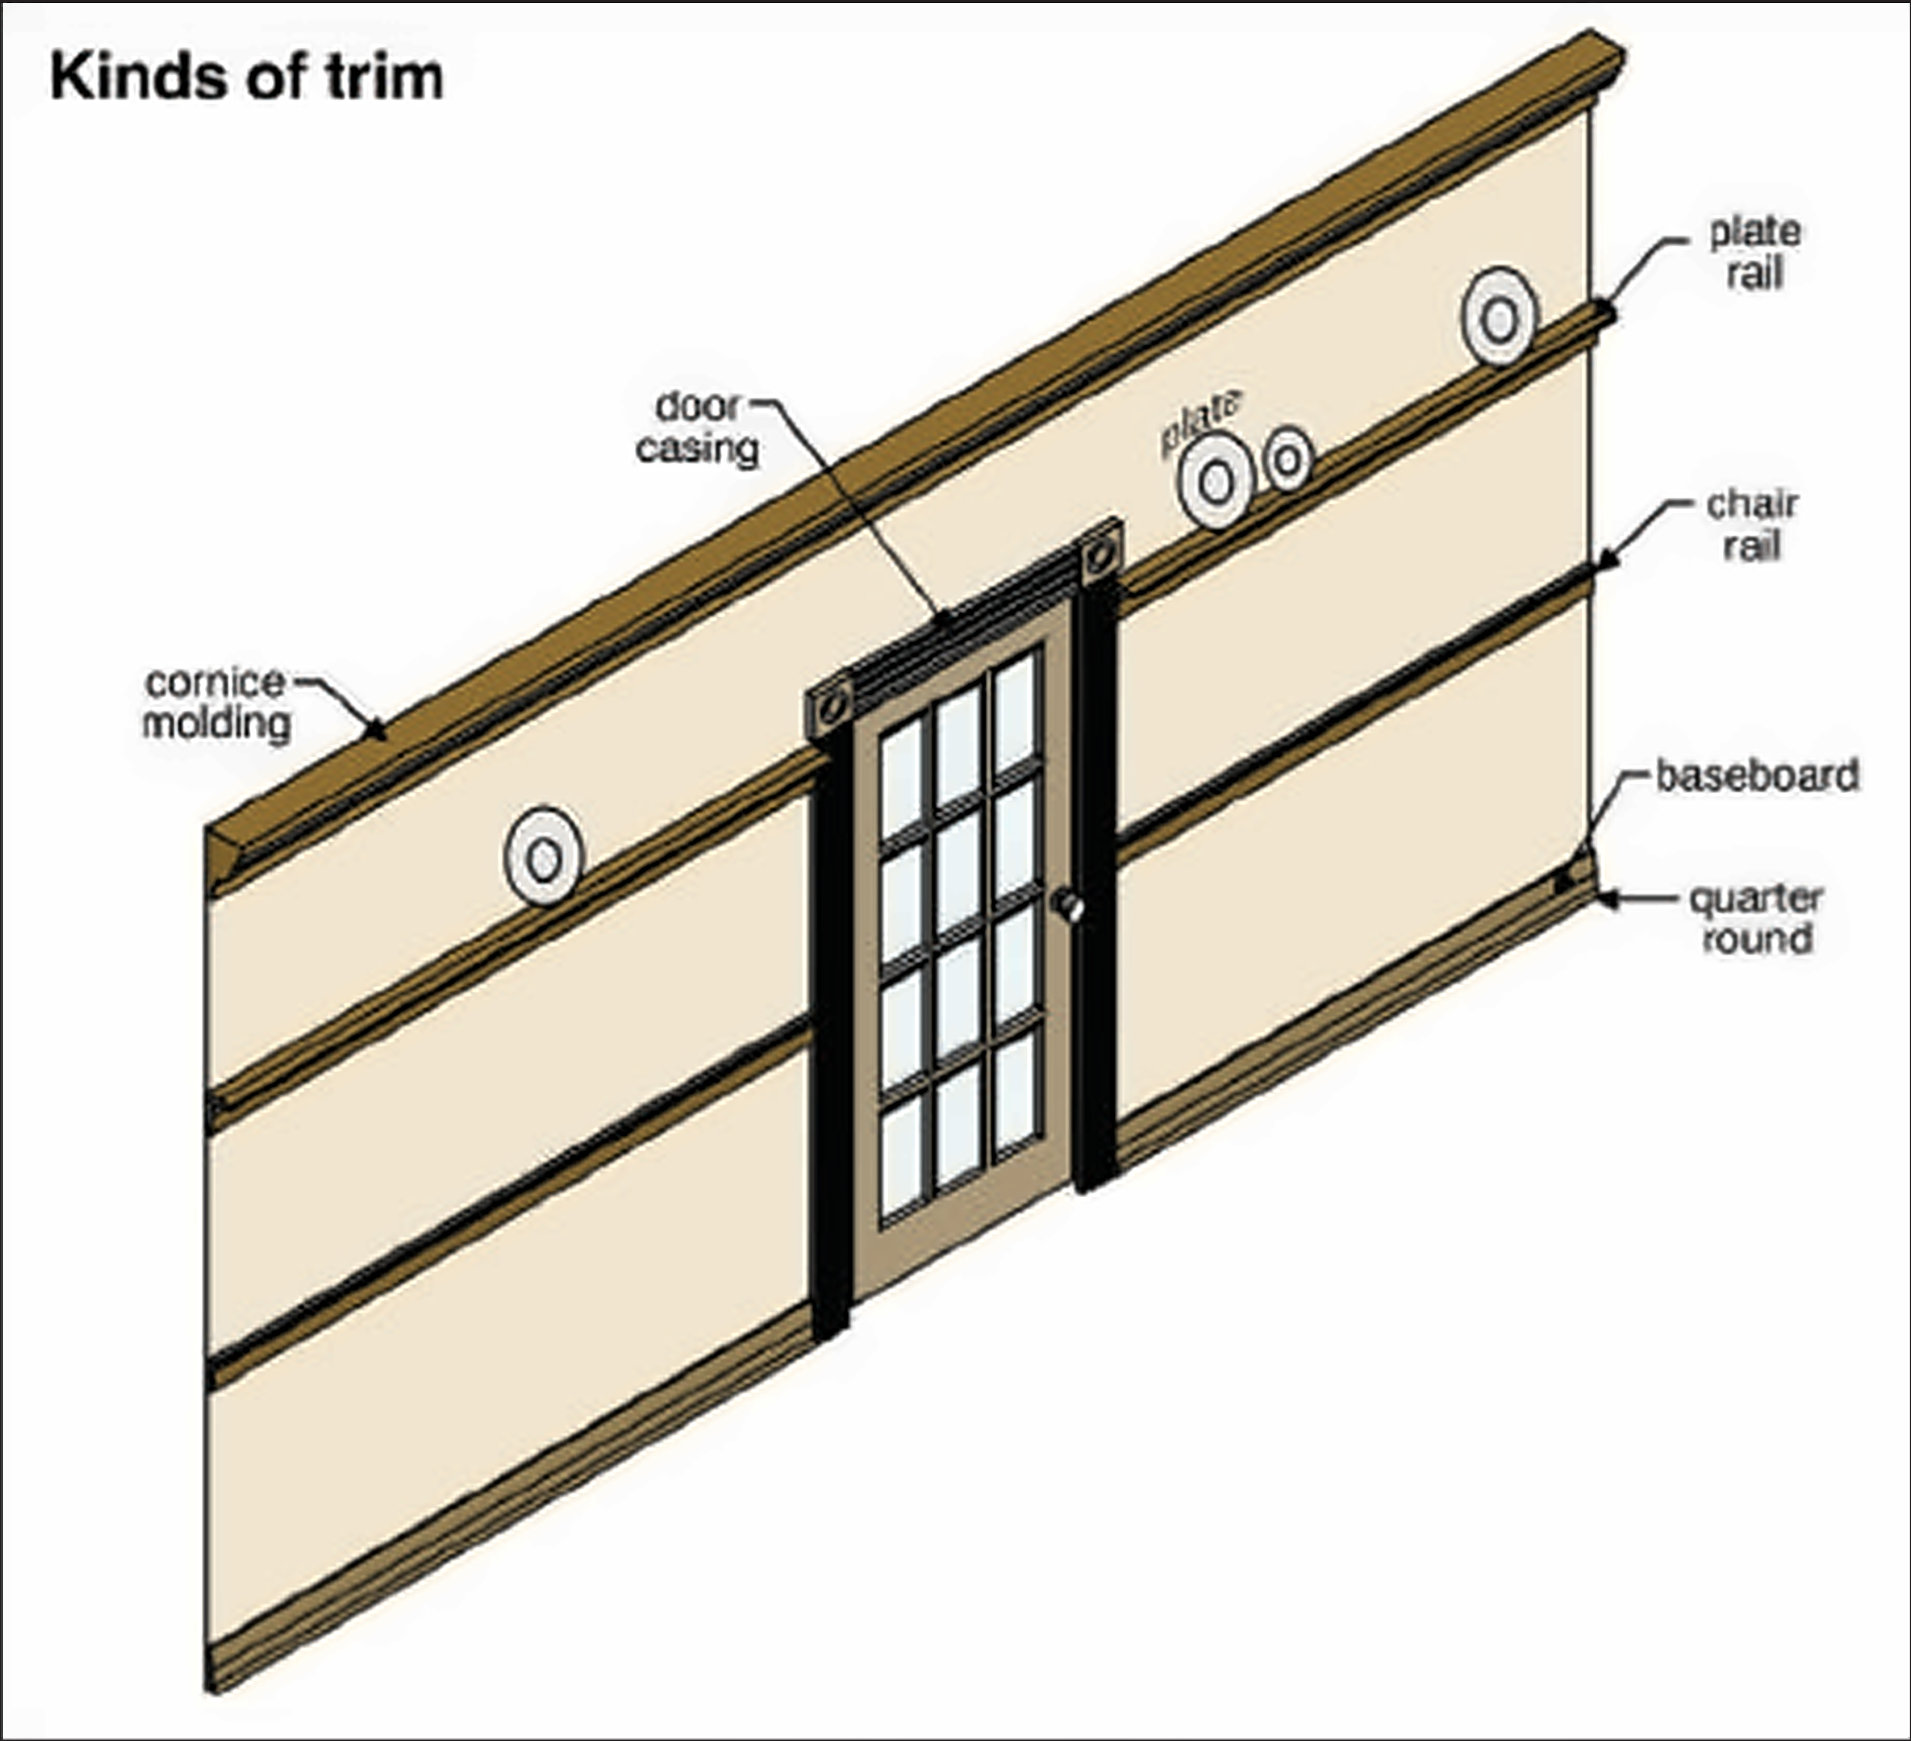 Kinds of trim
plate
rail
door
casing
plate
chair
rail
cornice
molding
baseboard
quarter
round